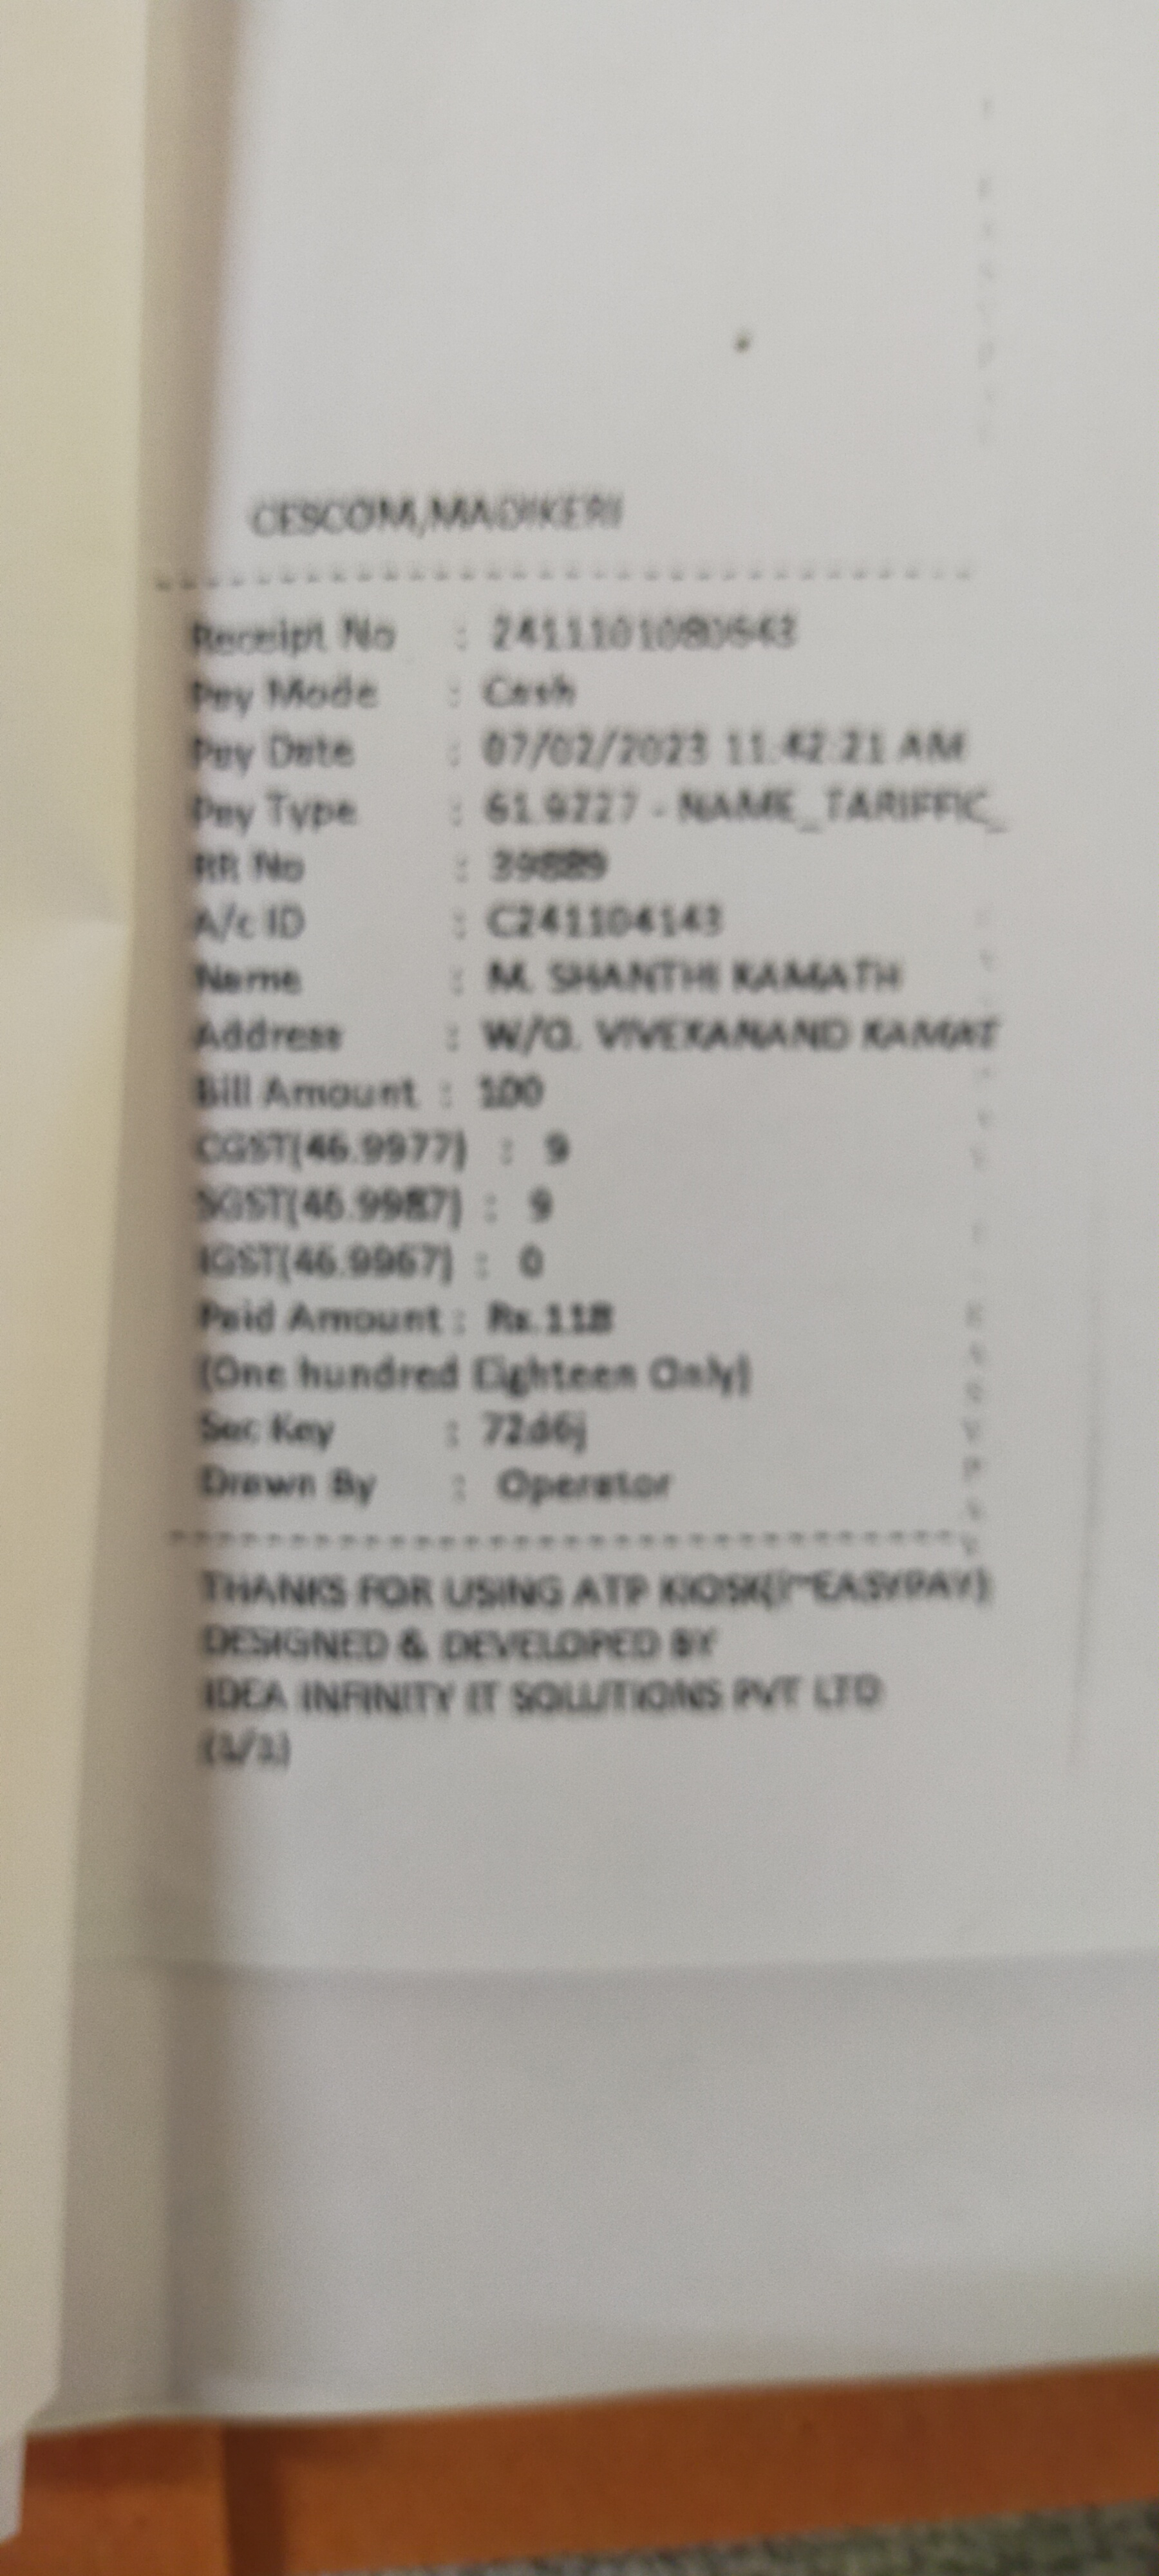 CESCOM,MADIKERI
Receipt No : 2411101080643
Pay Mode : Cash
Pay Date : 07/02/2023 11:42:21 AM
Pay Type : 61.9227 - NAME_TARIFFIC_
RR No : 39889
A/c ID : C241104143
Name : M. SHANTHI KAMATH
Address : W/O. VIVEKANAND KAMAT
Bill Amount : 100
CGST(46.9977) : 9
SGST(46.9987) : 9
IGST(46.9967) : 0
Paid Amount : Rs.118
(One hundred Eighteen Only)
Sec Key : 72d6j
Drawn By : Operator
THANKS FOR USING ATP KIOSK(i~EASYPAY)
DESIGNED & DEVELOPED BY
IDEA INFINITY IT SOLUTIONS PVT LTD
(1/1)